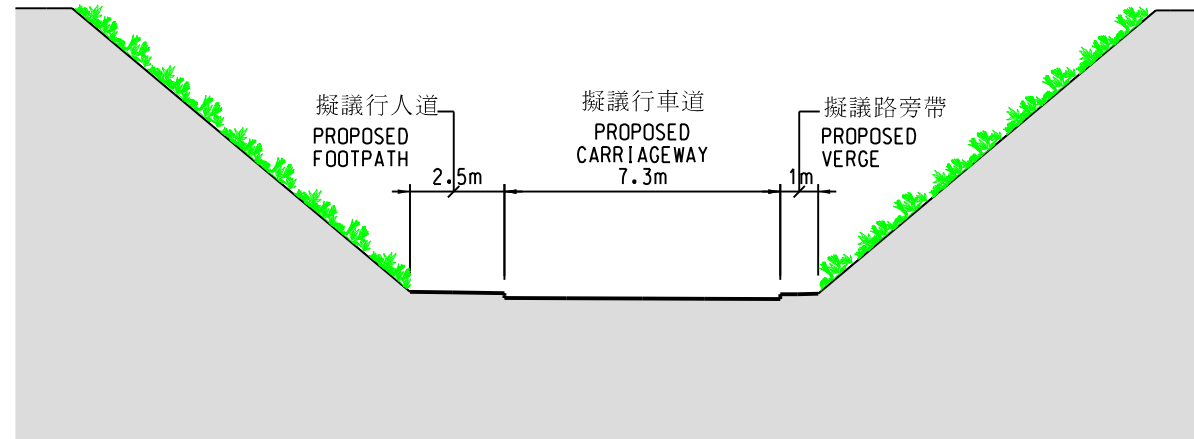 擬議行人道
PROPOSED
FOOTPATH
2.5m
擬議行車道
PROPOSED
CARRIAGEWAY
7.3m
擬議路旁帶
PROPOSED
VERGE
1m